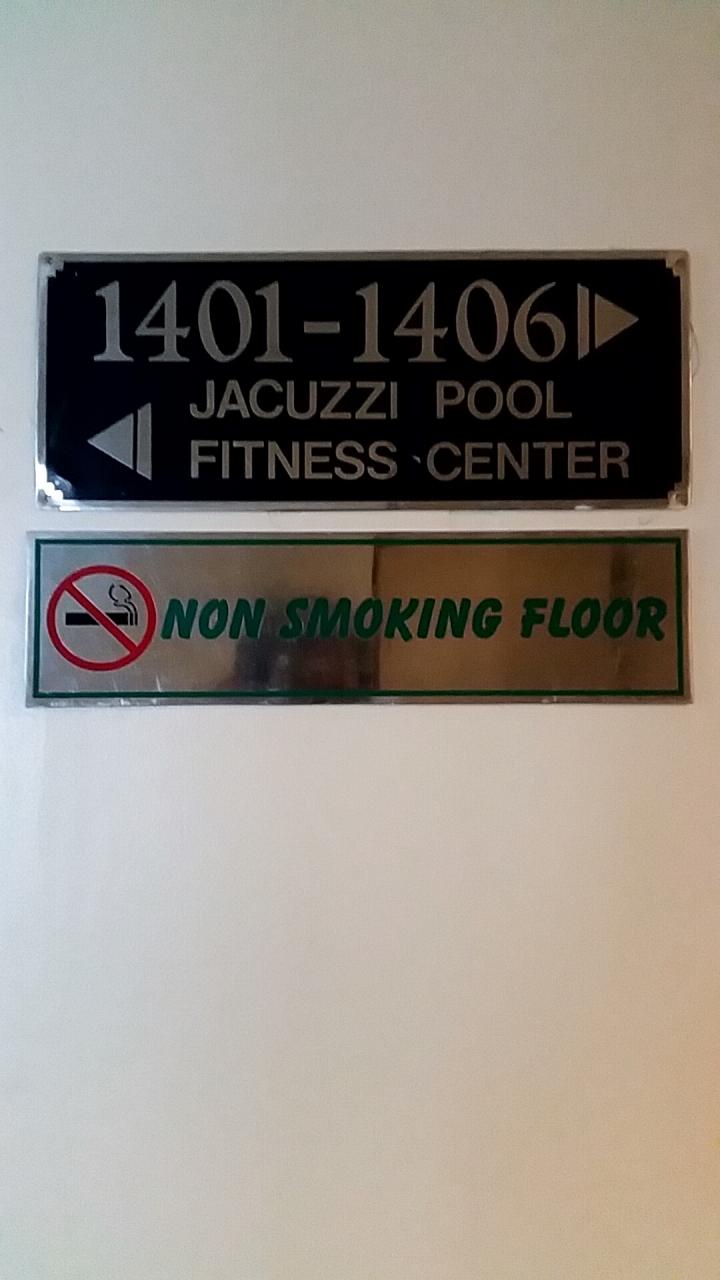 1401-1406
JACUZZI POOL
FITNESS CENTER
NON SMOKING FLOOR